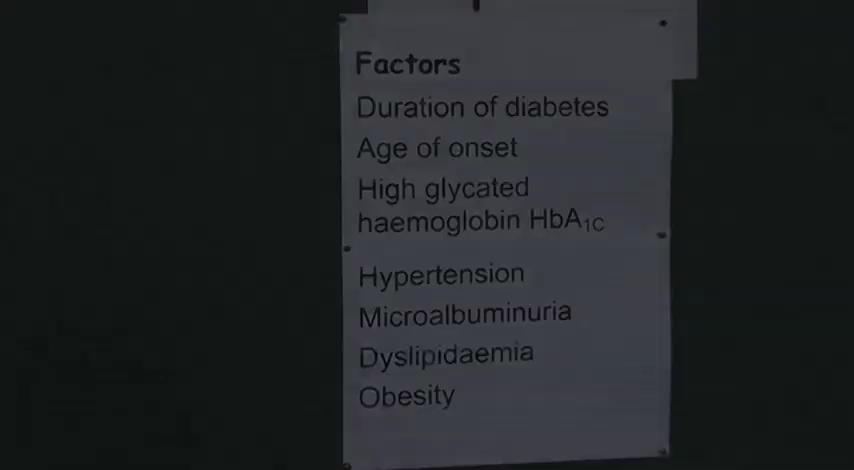 Factors
Duration of diabetes
Age of onset
High glycated
haemoglobin HbA1C
Hypertension
Microalbuminuria
Dyslipidaemia
Obesity